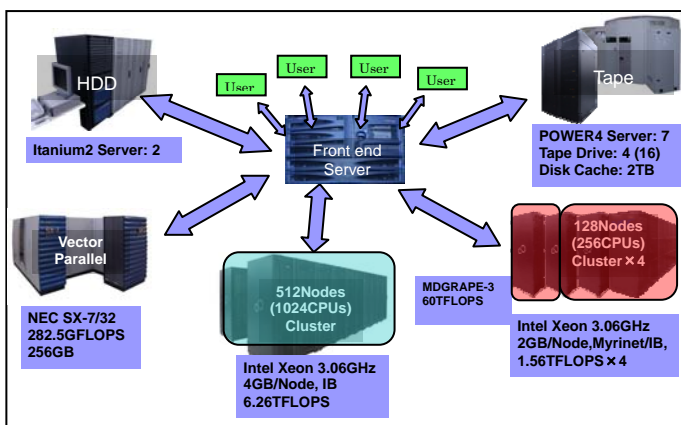 HDD
User
User
User
User
Tape
Itanium2 Server: 2
Front end
Server
POWER4 Server: 7
Tape Drive: 4 (16)
Disk Cache: 2TB
Vector
Parallel
NEC SX-7/32
282.5GFLOPS
256GB
512Nodes
(1024CPUs)
Cluster
Intel Xeon 3.06GHz
4GB/Node, IB
6.26TFLOPS
MDGRAPE-3
60TFLOPS
128Nodes
(256CPUs)
Cluster×4
Intel Xeon 3.06GHz
2GB/Node,Myrinet/IB,
1.56TFLOPS×4